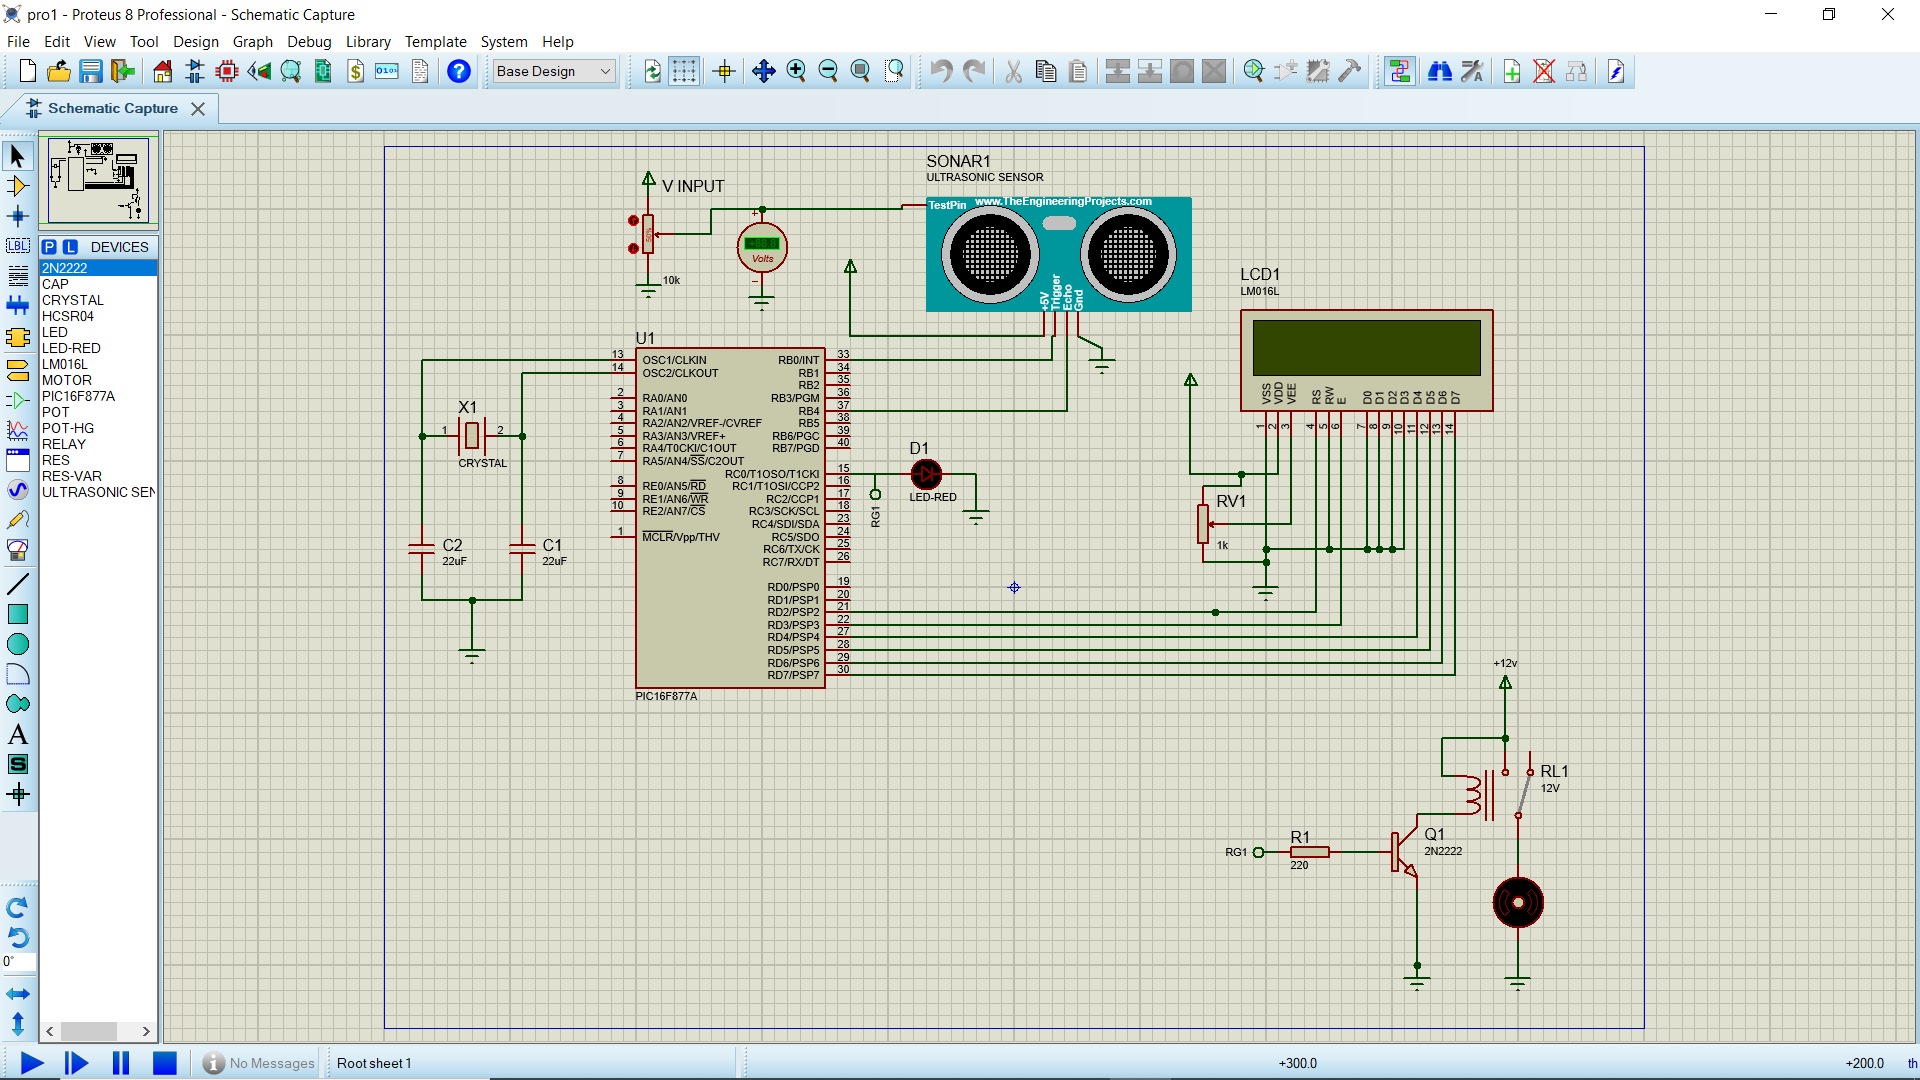 pro1 - Proteus 8 Professional - Schematic Capture
File Edit View Tool Design Graph Debug Library Template System Help
Base Design
Schematic Capture
P L DEVICES
2N2222
CAP
CRYSTAL
HCSR04
LED
LED-RED
LM016L
MOTOR
PIC16F877A
POT
POT-HG
RELAY
RES
RES-VAR
ULTRASONIC SEN
LBL
A
S
0°
V INPUT
50%
10k
+88.8
Volts
SONAR1
ULTRASONIC SENSOR
TestPin www.TheEngineeringProjects.com
+5V
Trigger
Echo
Gnd
LCD1
LM016L
VSS
VDD
VEE
RS
RW
E
D0
D1
D2
D3
D4
D5
D6
D7
1
2
3
4
5
6
7
8
9
10
11
12
13
14
U1
13 OSC1/CLKIN
14 OSC2/CLKOUT
2 RA0/AN0
3 RA1/AN1
4 RA2/AN2/VREF-/CVREF
5 RA3/AN3/VREF+
6 RA4/T0CKI/C1OUT
7 RA5/AN4/SS/C2OUT
8 RE0/AN5/RD
9 RE1/AN6/WR
10 RE2/AN7/CS
1 MCLR/Vpp/THV
RB0/INT 33
RB1 34
RB2 35
RB3/PGM 36
RB4 37
RB5 38
RB6/PGC 39
RB7/PGD 40
RC0/T1OSO/T1CKI 15
RC1/T1OSI/CCP2 16
RC2/CCP1 17
RC3/SCK/SCL 18
RC4/SDI/SDA 23
RC5/SDO 24
RC6/TX/CK 25
RC7/RX/DT 26
RD0/PSP0 19
RD1/PSP1 20
RD2/PSP2 21
RD3/PSP3 22
RD4/PSP4 27
RD5/PSP5 28
RD6/PSP6 29
RD7/PSP7 30
PIC16F877A
X1
1 2
CRYSTAL
C2
22uF
C1
22uF
D1
LED-RED
RG1
RV1
1k
+12v
RL1
12V
Q1
2N2222
RG1
R1
220
No Messages
Root sheet 1
+300.0
+200.0
th